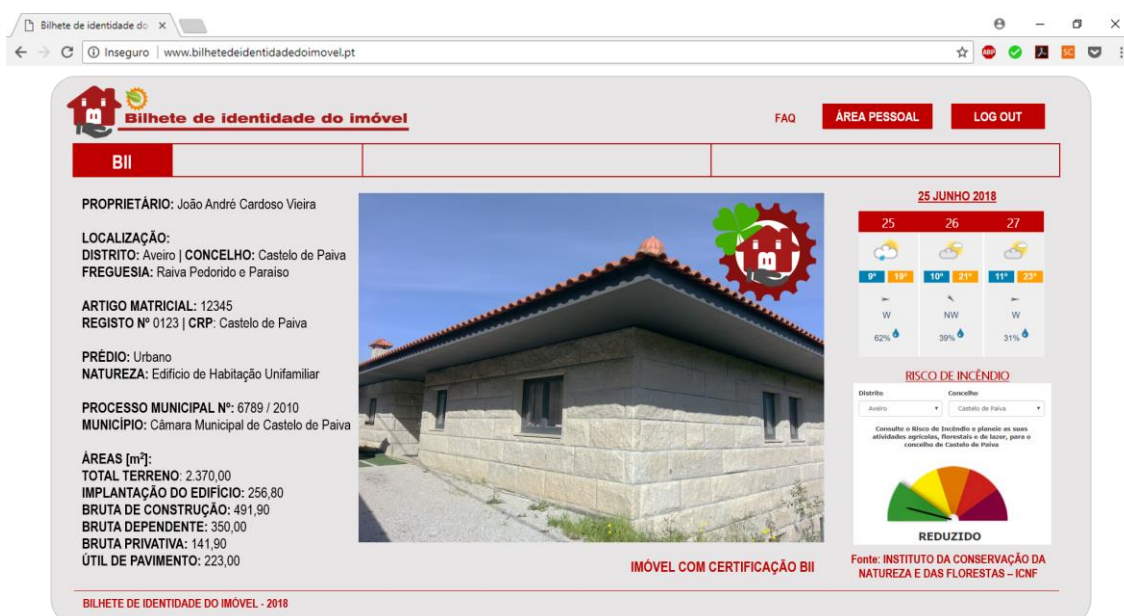 Bilhete de identidade do
Inseguro | www.bilhetedeidentidadedoimovel.pt
ABP
SC
Bilhete de identidade do imóvel
FAQ
ÁREA PESSOAL
LOG OUT
BII
PROPRIETÁRIO: João André Cardoso Vieira
LOCALIZAÇÃO:
DISTRITO: Aveiro | CONCELHO: Castelo de Paiva
FREGUESIA: Raiva Pedorido e Paraiso
ARTIGO MATRICIAL: 12345
REGISTO Nº 0123 | CRP: Castelo de Paiva
PRÉDIO: Urbano
NATUREZA: Edifício de Habitação Unifamiliar
PROCESSO MUNICIPAL Nº: 6789 / 2010
MUNICÍPIO: Câmara Municipal de Castelo de Paiva
ÁREAS [m²]:
TOTAL TERRENO: 2.370,00
IMPLANTAÇÃO DO EDIFÍCIO: 256,80
BRUTA DE CONSTRUÇÃO: 491,90
BRUTA DEPENDENTE: 350,00
BRUTA PRIVATIVA: 141,90
ÚTIL DE PAVIMENTO: 223,00
IMÓVEL COM CERTIFICAÇÃO BII
25 JUNHO 2018
25 26 27
9° 19° 10° 21° 11° 23°
W NW W
62% 39% 31%
RISCO DE INCÊNDIO
Distrito Concelho
Aveiro Castelo de Paiva
Consulte o Risco de Incêndio e planeie as suas
atividades agrícolas, florestais e de lazer, para o
concelho de Castelo de Paiva
REDUZIDO
Fonte: INSTITUTO DA CONSERVAÇÃO DA
NATUREZA E DAS FLORESTAS – ICNF
BILHETE DE IDENTIDADE DO IMÓVEL - 2018